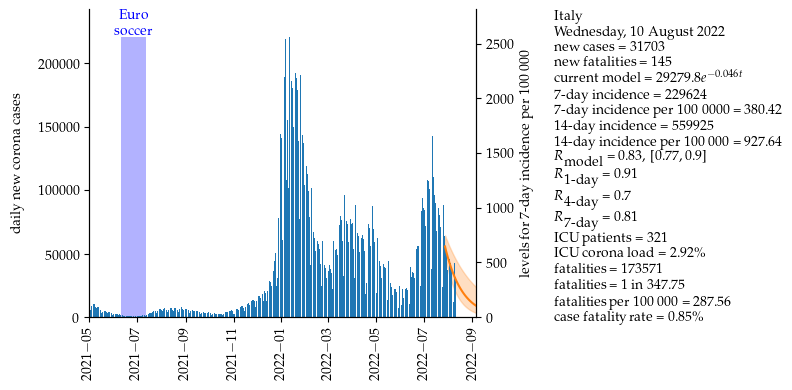 Euro
soccer
daily new corona cases
200000
150000
100000
50000
0
2021−05
2021−07
2021−09
2021−11
2022−01
2022−03
2022−05
2022−07
2022−09
2500
2000
1500
1000
500
0
levels for 7-day incidence per 100 000
Italy
Wednesday, 10 August 2022
new cases = 31703
new fatalities = 145
current model = 29279.8e^{−0.046t}
7-day incidence = 229624
7-day incidence per 100 0000 = 380.42
14-day incidence = 559925
14-day incidence per 100 000 = 927.64
R_model = 0.83, [0.77, 0.9]
R_1-day = 0.91
R_4-day = 0.7
R_7-day = 0.81
ICU patients = 321
ICU corona load = 2.92%
fatalities = 173571
fatalities = 1 in 347.75
fatalities per 100 000 = 287.56
case fatality rate = 0.85%